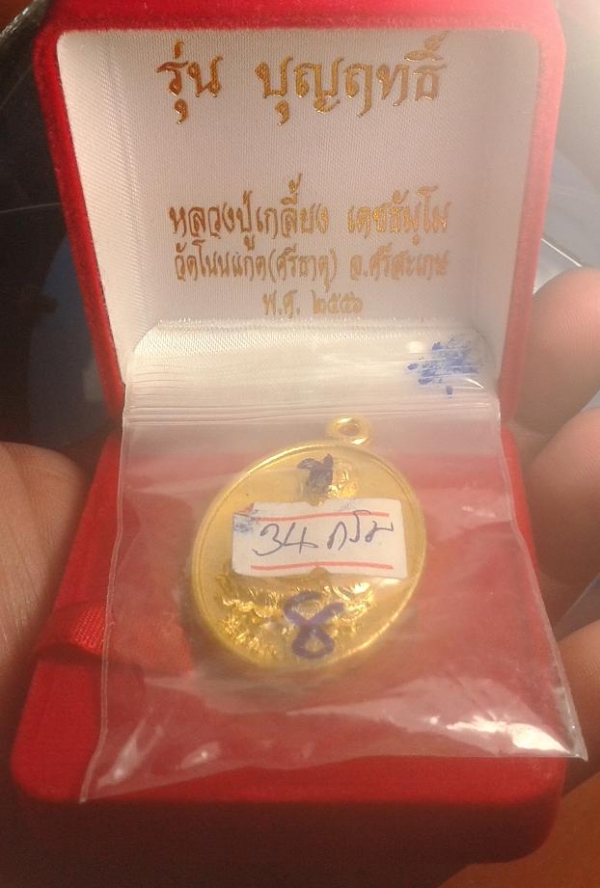 รุ่น บุญฤทธิ์
หลวงปู่เกลี้ยง เตชธัมฺโม
วัดโนนแกด(ศรีธาตุ) จ.ศรีสะเกษ
พ.ศ. ๒๕๕๖
34 กรัม
8